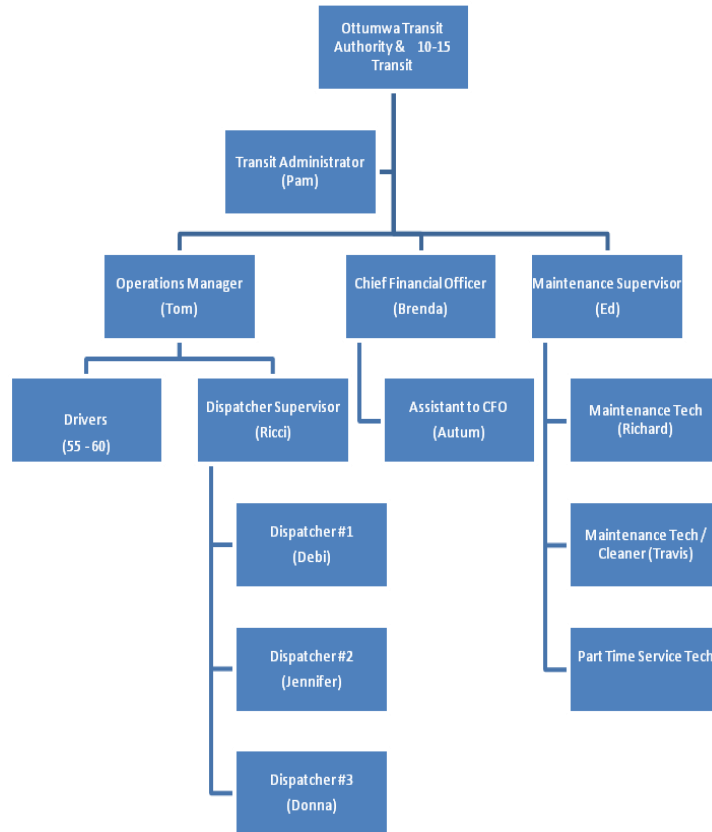 Ottumwa Transit
Authority & 10-15
Transit
Transit Administrator
(Pam)
Operations Manager
(Tom)
Chief Financial Officer
(Brenda)
Maintenance Supervisor
(Ed)
Drivers
(55 - 60)
Dispatcher Supervisor
(Ricci)
Assistant to CFO
(Autum)
Maintenance Tech
(Richard)
Dispatcher #1
(Debi)
Maintenance Tech /
Cleaner (Travis)
Dispatcher #2
(Jennifer)
Part Time Service Tech
Dispatcher #3
(Donna)